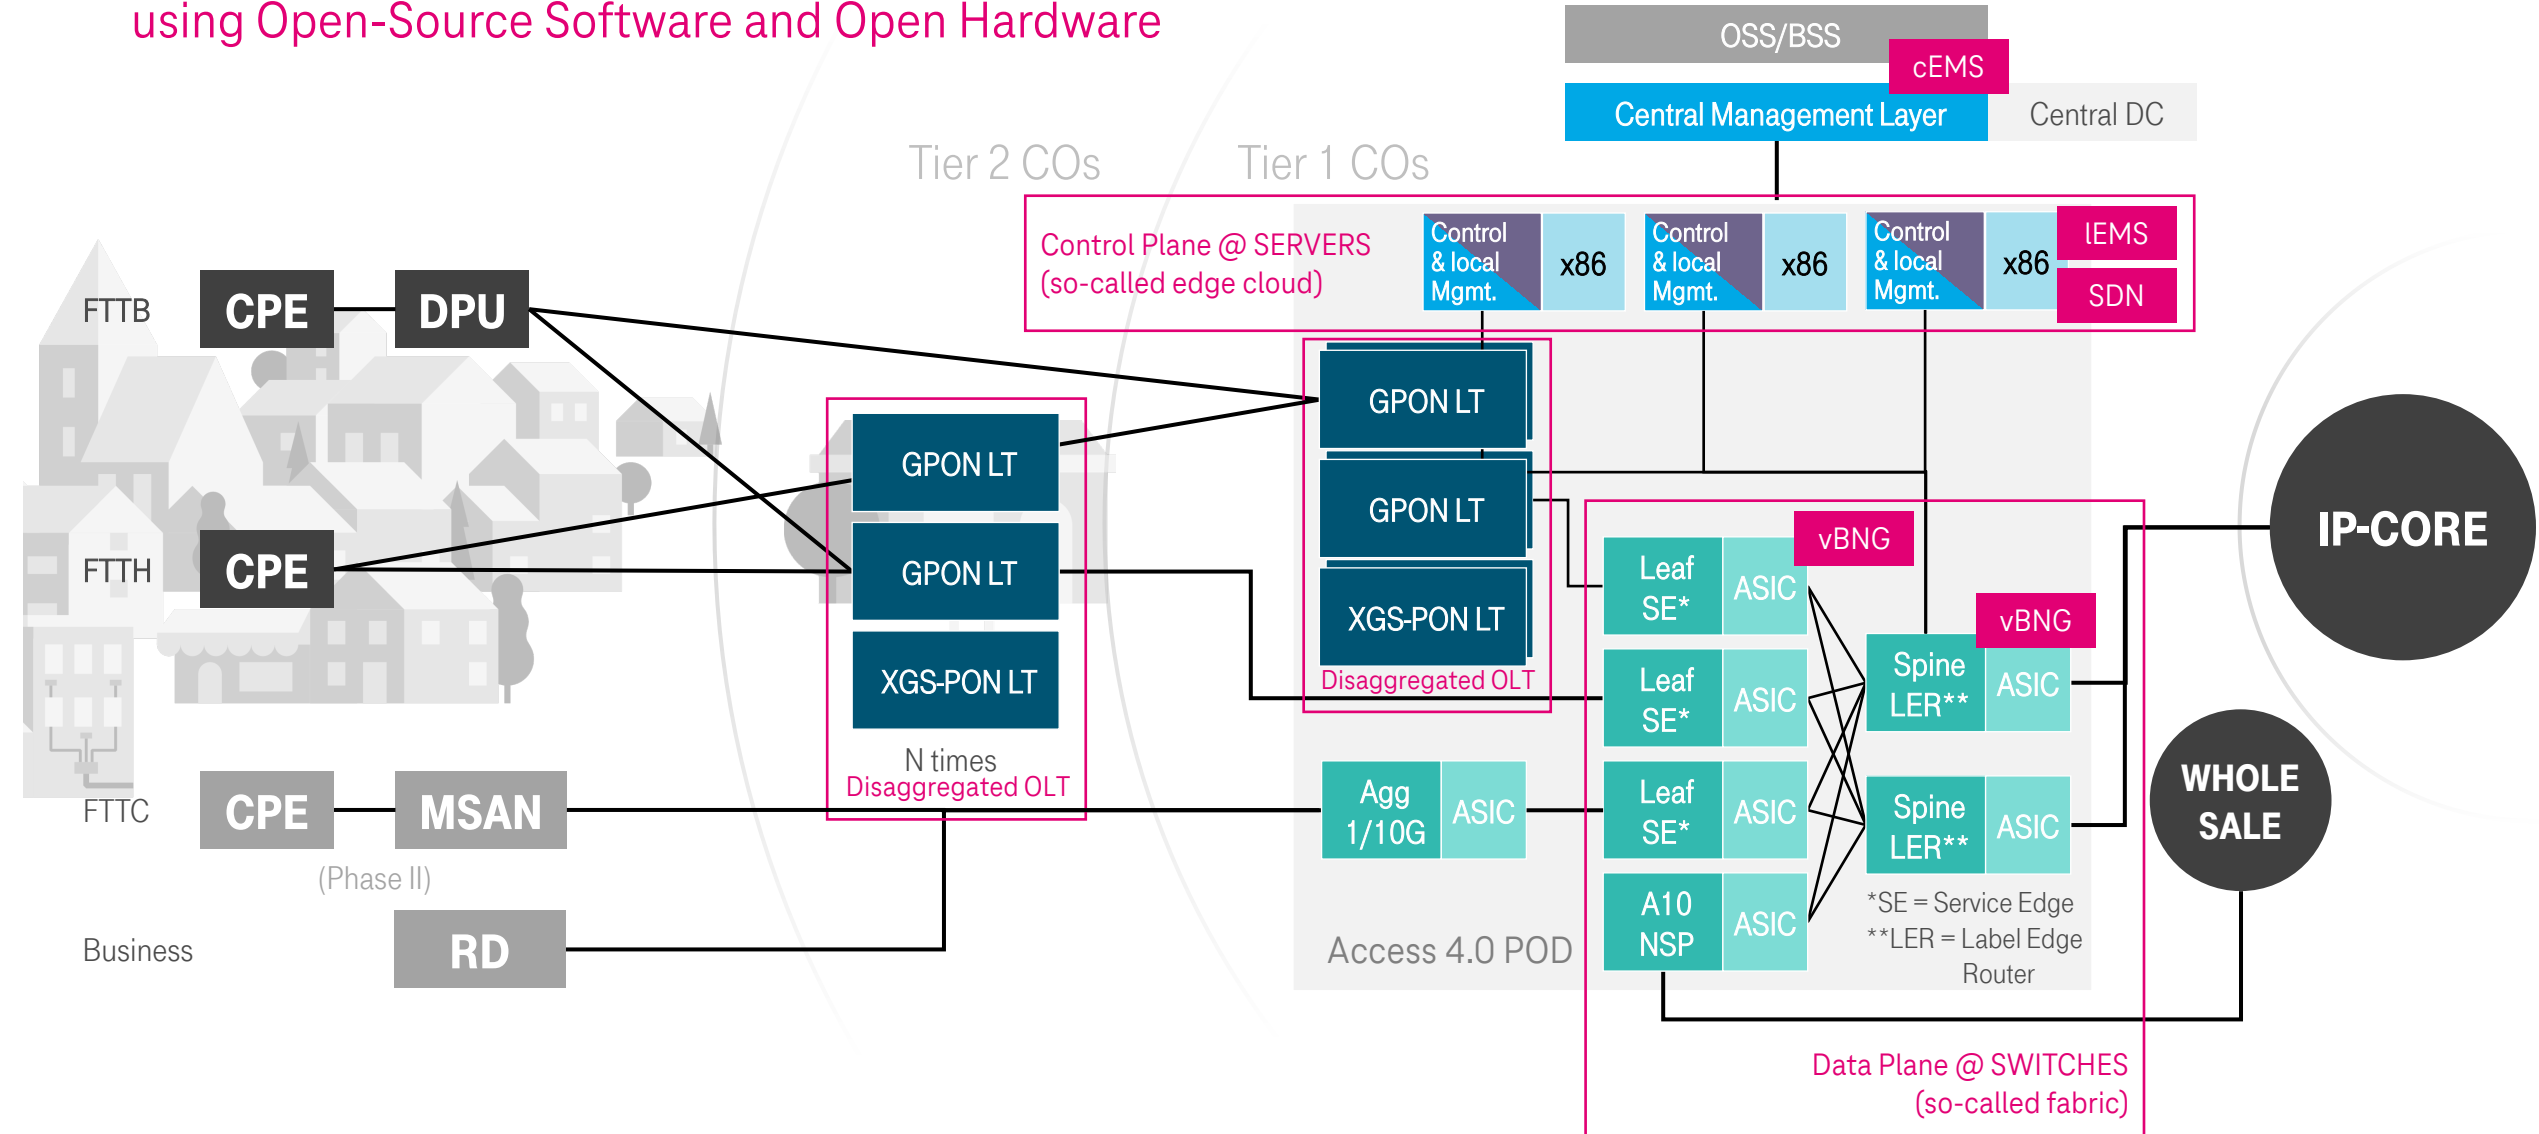 using Open-Source Software and Open Hardware
OSS/BSS
cEMS
Central Management Layer
Central DC
Tier 2 COs
Tier 1 COs
Control Plane @ SERVERS
(so-called edge cloud)
Control
& local
Mgmt.
x86
Control
& local
Mgmt.
x86
Control
& local
Mgmt.
x86
lEMS
SDN
FTTB
CPE
DPU
GPON LT
GPON LT
XGS-PON LT
Disaggregated OLT
FTTH
CPE
GPON LT
GPON LT
XGS-PON LT
N times
Disaggregated OLT
vBNG
Leaf
SE*
ASIC
Leaf
SE*
ASIC
Leaf
SE*
ASIC
A10
NSP
ASIC
vBNG
Spine
LER**
ASIC
Spine
LER**
ASIC
IP-CORE
WHOLE
SALE
FTTC
CPE
MSAN
(Phase II)
Agg
1/10G
ASIC
Business
RD
Access 4.0 POD
*SE = Service Edge
**LER = Label Edge
Router
Data Plane @ SWITCHES
(so-called fabric)